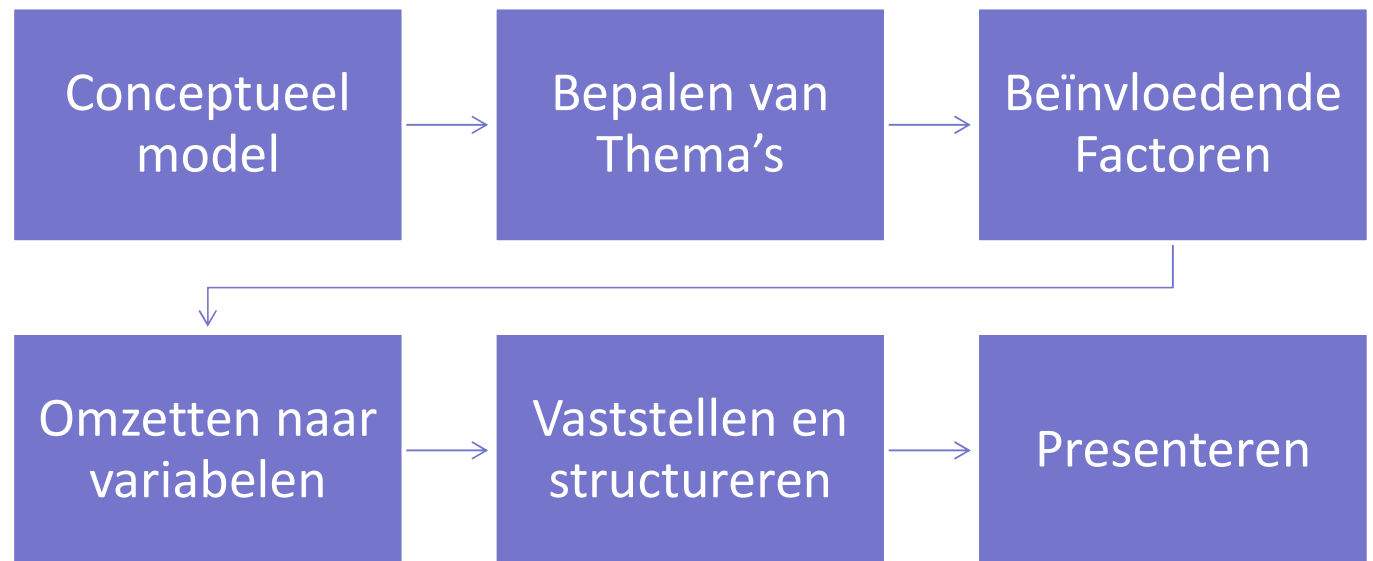 Conceptueel
model
Bepalen van
Thema’s
Beïnvloedende
Factoren
Omzetten naar
variabelen
Vaststellen en
structureren
Presenteren